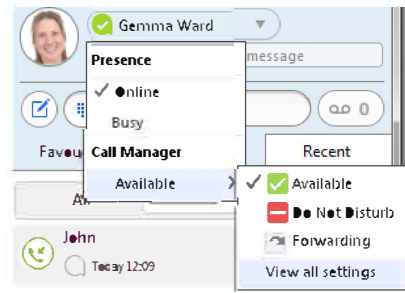 Gemma Ward
Presence
message
Online
Busy
0
Call Manager
Recent
Available
Available
Do Not Disturb
John
Forwarding
Today 12:09
View all settings